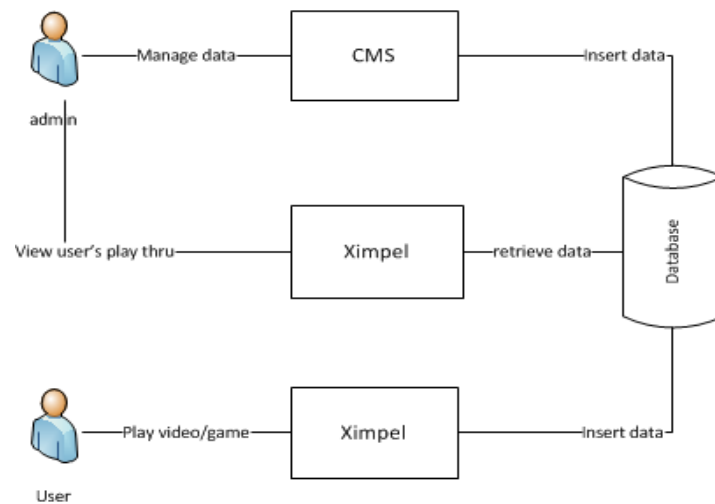 Manage data
CMS
Insert data
admin
View user's play thru
Ximpel
retrieve data
Database
Play video/game
Ximpel
Insert data
User